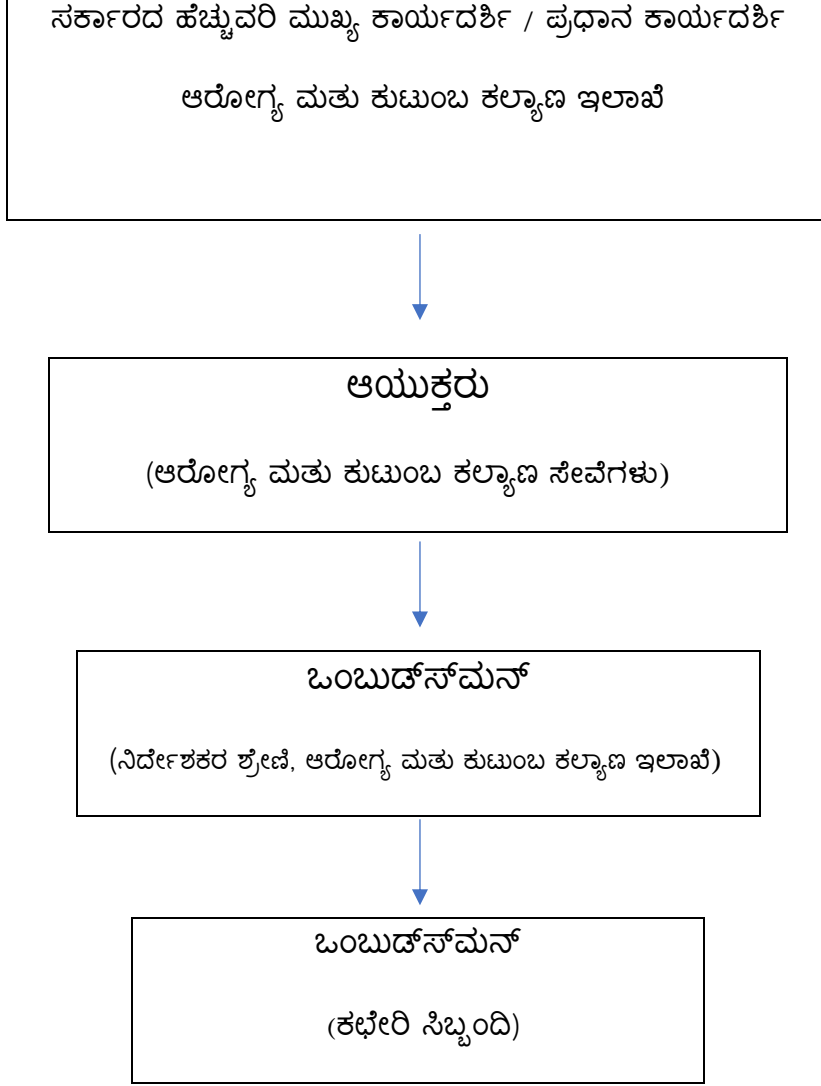 ಸರ್ಕಾರದ ಹೆಚ್ಚುವರಿ ಮುಖ್ಯ ಕಾರ್ಯದರ್ಶಿ / ಪ್ರಧಾನ ಕಾರ್ಯದರ್ಶಿ
ಆರೋಗ್ಯ ಮತು ಕುಟುಂಬ ಕಲ್ಯಾಣ ಇಲಾಖೆ
ಆಯುಕ್ತರು
(ಆರೋಗ್ಯ ಮತು ಕುಟುಂಬ ಕಲ್ಯಾಣ ಸೇವೆಗಳು)
ಒಂಬುಡ್ಸ್‌ಮನ್
(ನಿರ್ದೇಶಕರ ಶ್ರೇಣಿ, ಆರೋಗ್ಯ ಮತು ಕುಟುಂಬ ಕಲ್ಯಾಣ ಇಲಾಖೆ)
ಒಂಬುಡ್ಸ್‌ಮನ್
(ಕಛೇರಿ ಸಿಬ್ಬಂದಿ)